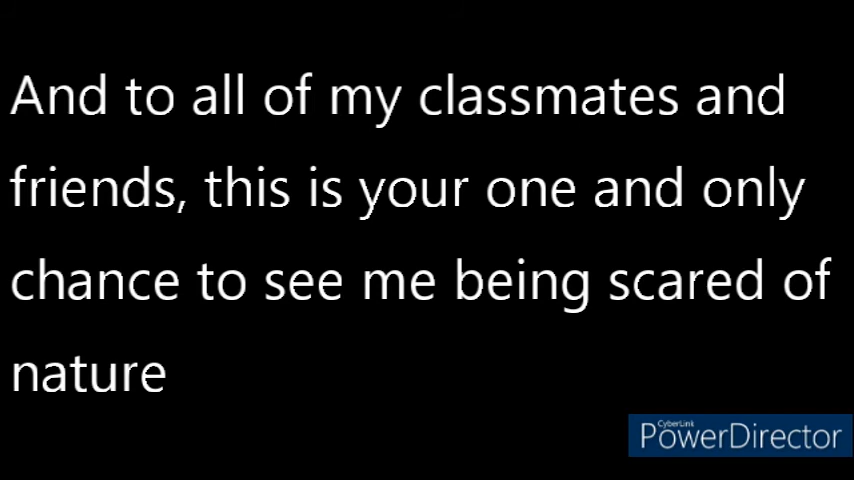 And to all of my classmates and
friends, this is your one and only
chance to see me being scared of
nature
CyberLink
PowerDirector